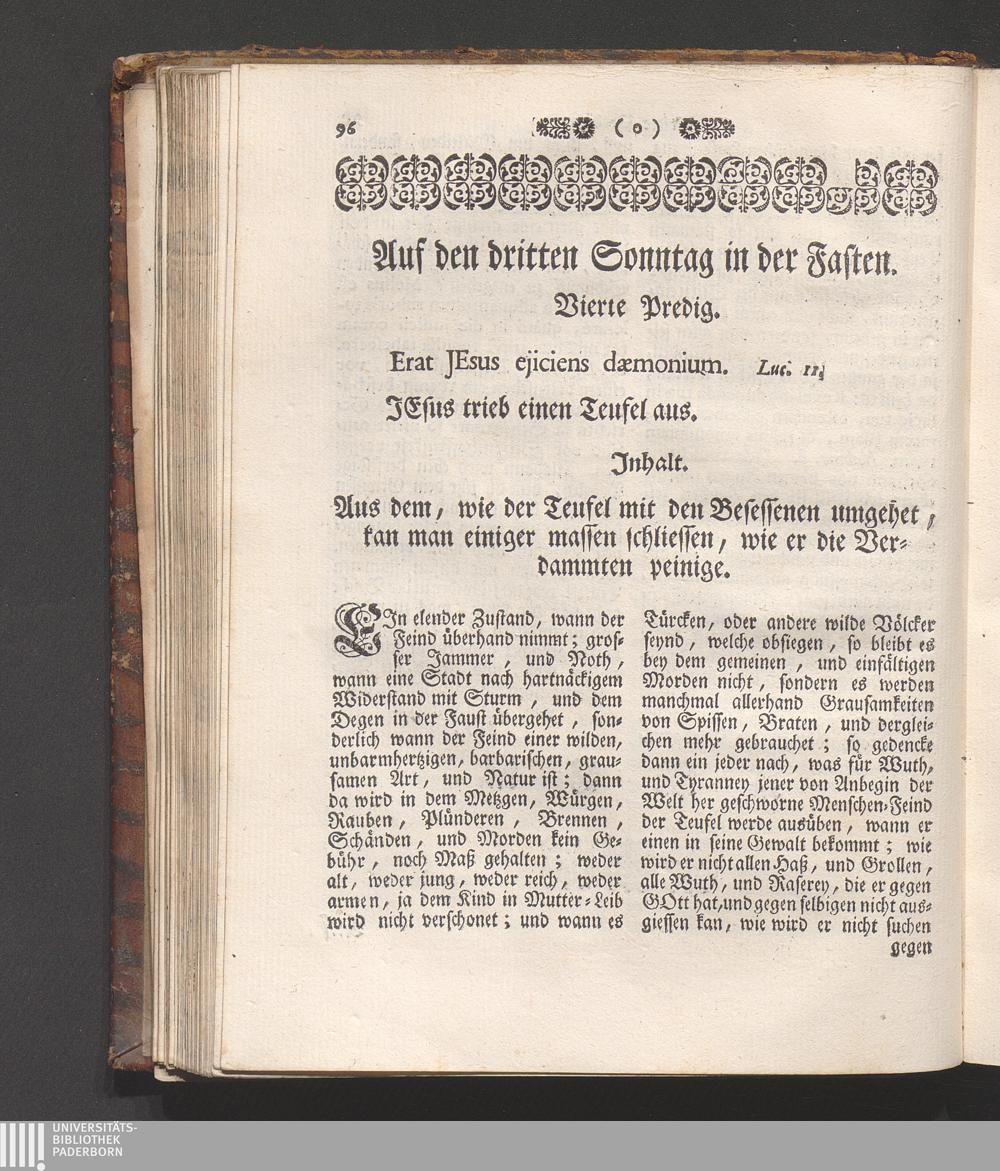 96 ( o )
Auf den dritten Sonntag in der Fasten.
Vierte Predig.
Erat JEsus ejiciens dæmonium. Luc. 11.
JEsus trieb einen Teufel aus.
Inhalt.
Aus dem, wie der Teufel mit den Besessenen umgehet,
kan man einiger massen schliessen, wie er die Ver-
dammten peinige.
EIn elender Zustand, wann der
Feind überhand nimmt; gros-
ser Jammer, und Noth,
wann eine Stadt nach hartnäckigem
Widerstand mit Sturm, und dem
Degen in der Faust übergehet, son-
derlich wann der Feind einer wilden,
unbarmhertzigen, barbarischen, grau-
samen Art, und Natur ist; dann
da wird in dem Metzgen, Würgen,
Rauben, Plünderen, Brennen,
Schänden, und Morden kein Ge-
bühr, noch Maß gehalten; weder
alt, weder jung, weder reich, weder
armen, ja dem Kind in Mutter-Leib
wird nicht verschonet; und wann es
Türcken, oder andere wilde Völcker
seynd, welche obsiegen, so bleibt es
bey dem gemeinen, und einfältigen
Morden nicht, sondern es werden
manchmal allerhand Grausamkeiten
von Spissen, Braten, und derglei-
chen mehr gebrauchet; so gedencke
dann ein jeder nach, was für Wuth,
und Tyranney jener von Anbegin der
Welt her geschworne Menschen-Feind
der Teufel werde ausüben, wann er
einen in seine Gewalt bekommt; wie
wird er nicht allen Haß, und Grollen,
alle Wuth, und Raserey, die er gegen
GOtt hat, und gegen selbigen nicht aus-
giessen kan, wie wird er nicht suchen
gegen
UNIVERSITÄTS-
BIBLIOTHEK
PADERBORN